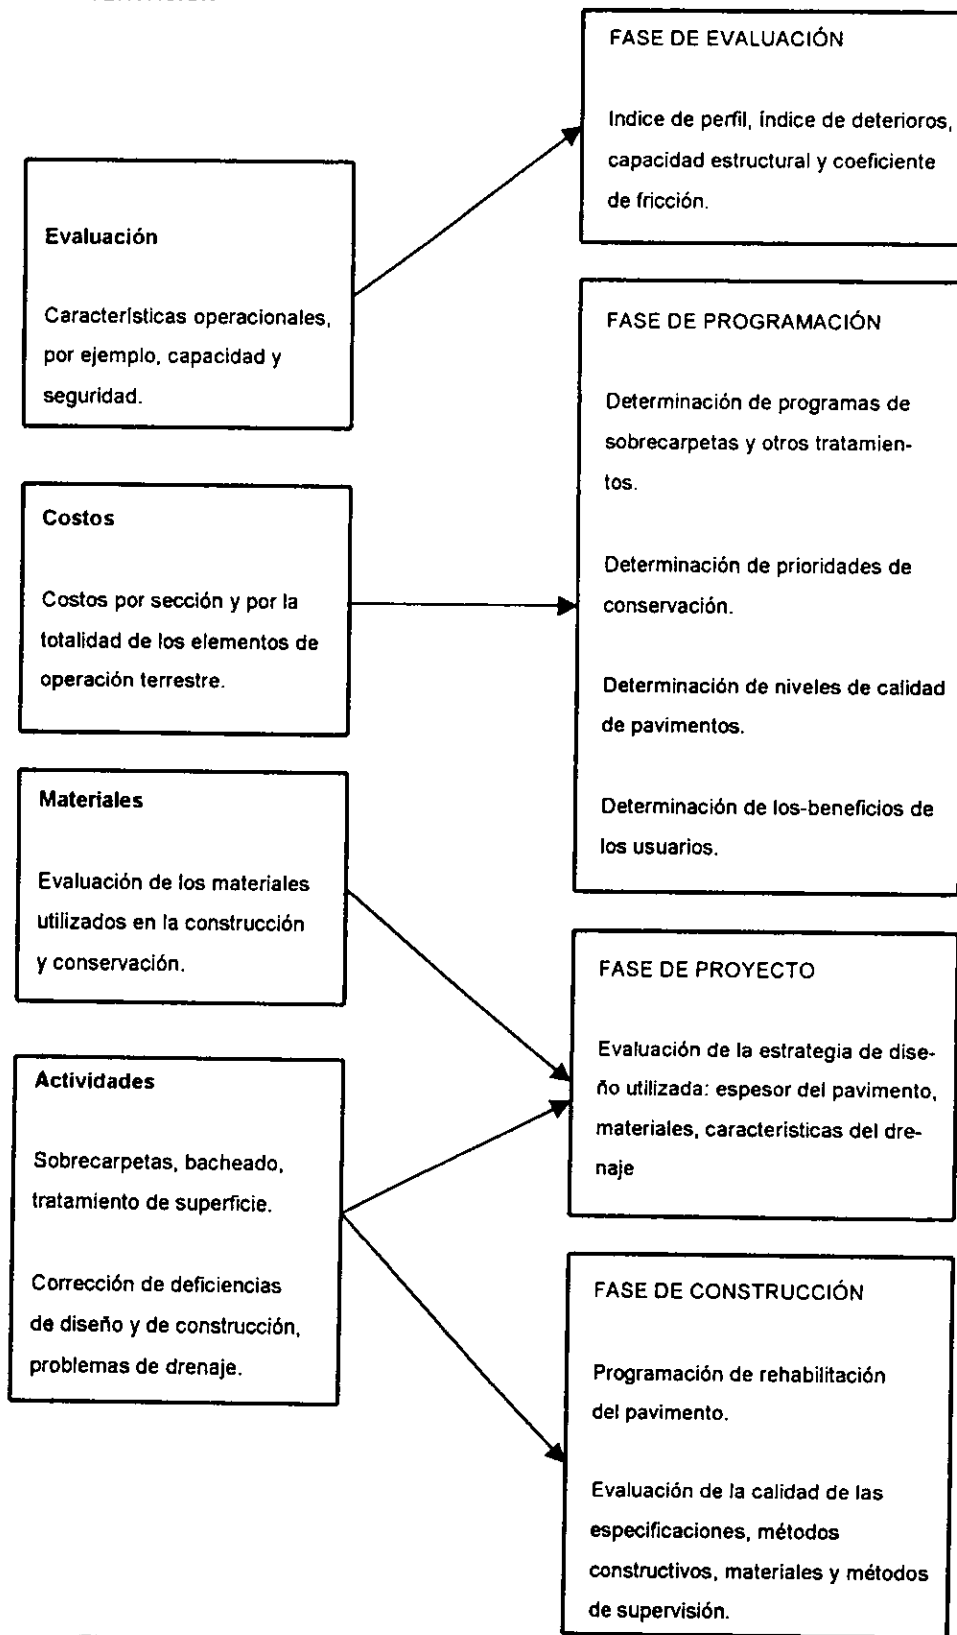 Evaluación
Características operacionales,
por ejemplo, capacidad y
seguridad.
Costos
Costos por sección y por la
totalidad de los elementos de
operación terrestre.
Materiales
Evaluación de los materiales
utilizados en la construcción
y conservación.
Actividades
Sobrecarpetas, bacheado,
tratamiento de superficie.
Corrección de deficiencias
de diseño y de construcción,
problemas de drenaje.
FASE DE EVALUACIÓN
Indice de perfil, índice de deterioros,
capacidad estructural y coeficiente
de fricción.
FASE DE PROGRAMACIÓN
Determinación de programas de
sobrecarpetas y otros tratamien-
tos.
Determinación de prioridades de
conservación.
Determinación de niveles de calidad
de pavimentos.
Determinación de los-beneficios de
los usuarios.
FASE DE PROYECTO
Evaluación de la estrategia de dise-
ño utilizada: espesor del pavimento,
materiales, características del dre-
naje
FASE DE CONSTRUCCIÓN
Programación de rehabilitación
del pavimento.
Evaluación de la calidad de las
especificaciones, métodos
constructivos, materiales y métodos
de supervisión.